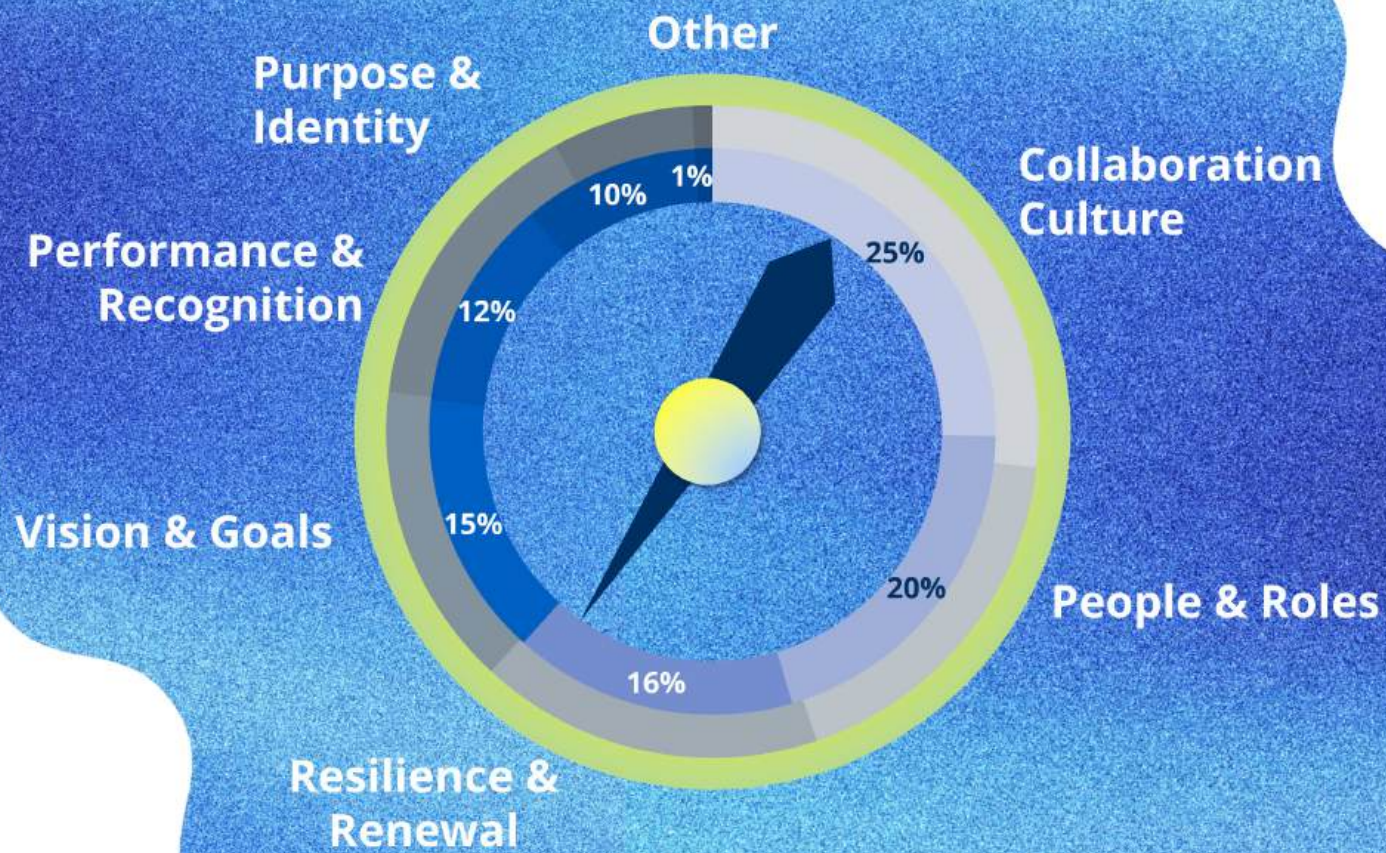 Other
Purpose &
Identity
Collaboration
Culture
1%
10%
25%
Performance &
Recognition
12%
Vision & Goals
15%
20%
People & Roles
16%
Resilience &
Renewal